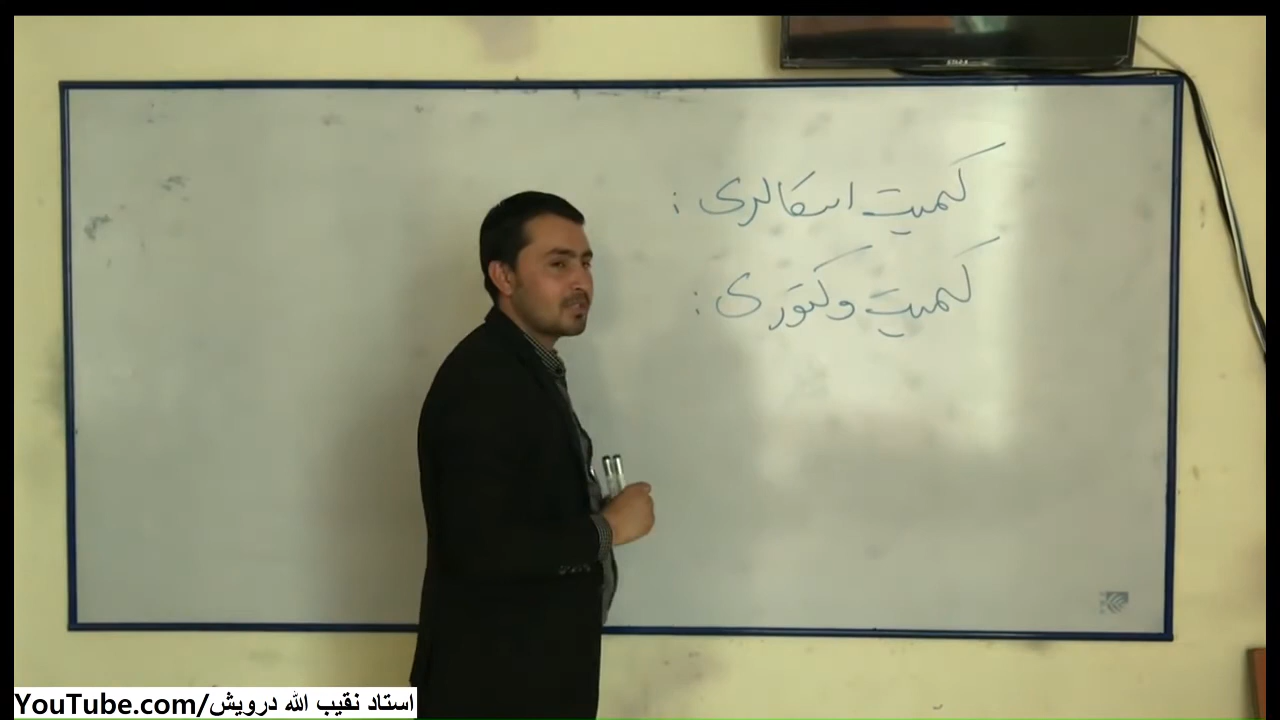 کمیت اسکالری :
کمیت وکتوری :
YouTube.com/استاد نقیب الله درویش